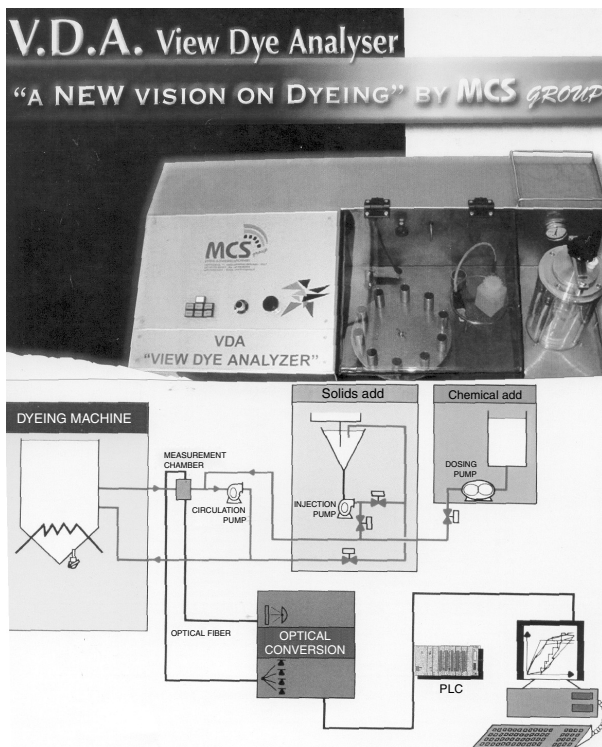 V.D.A. View Dye Analyser
“A NEW VISION ON DYEING” BY MCS GROUP
MCS
group
VDA
“VIEW DYE ANALYZER”
DYEING MACHINE
Solids add
Chemical add
MEASUREMENT
CHAMBER
CIRCULATION
PUMP
INJECTION
PUMP
DOSING
PUMP
OPTICAL FIBER
OPTICAL
CONVERSION
PLC